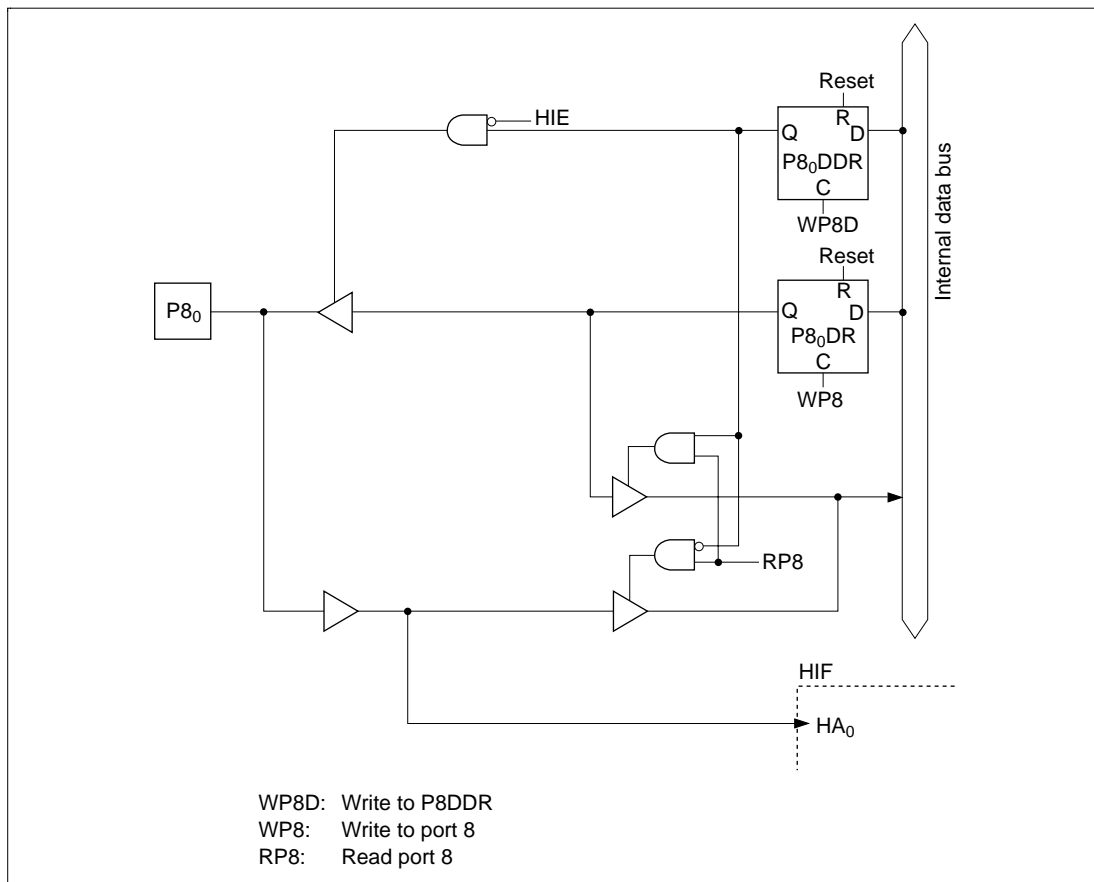 Reset
HIE
R
Q
D
P8₀DDR
C
WP8D
Reset
R
P8₀
Q
D
P8₀DR
C
WP8
Internal data bus
RP8
HIF
HA₀
WP8D: Write to P8DDR
WP8: Write to port 8
RP8: Read port 8